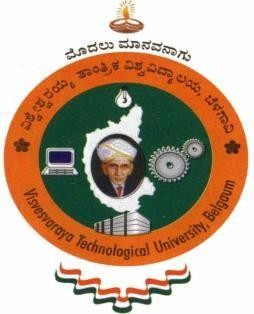 ಮೊದಲು ಮಾನವನಾಗು
ವಿಶ್ವೇಶ್ವರಯ್ಯ ತಾಂತ್ರಿಕ ವಿಶ್ವವಿದ್ಯಾಲಯ, ಬೆಳಗಾವಿ
Visvesvaraya Technological University, Belgaum